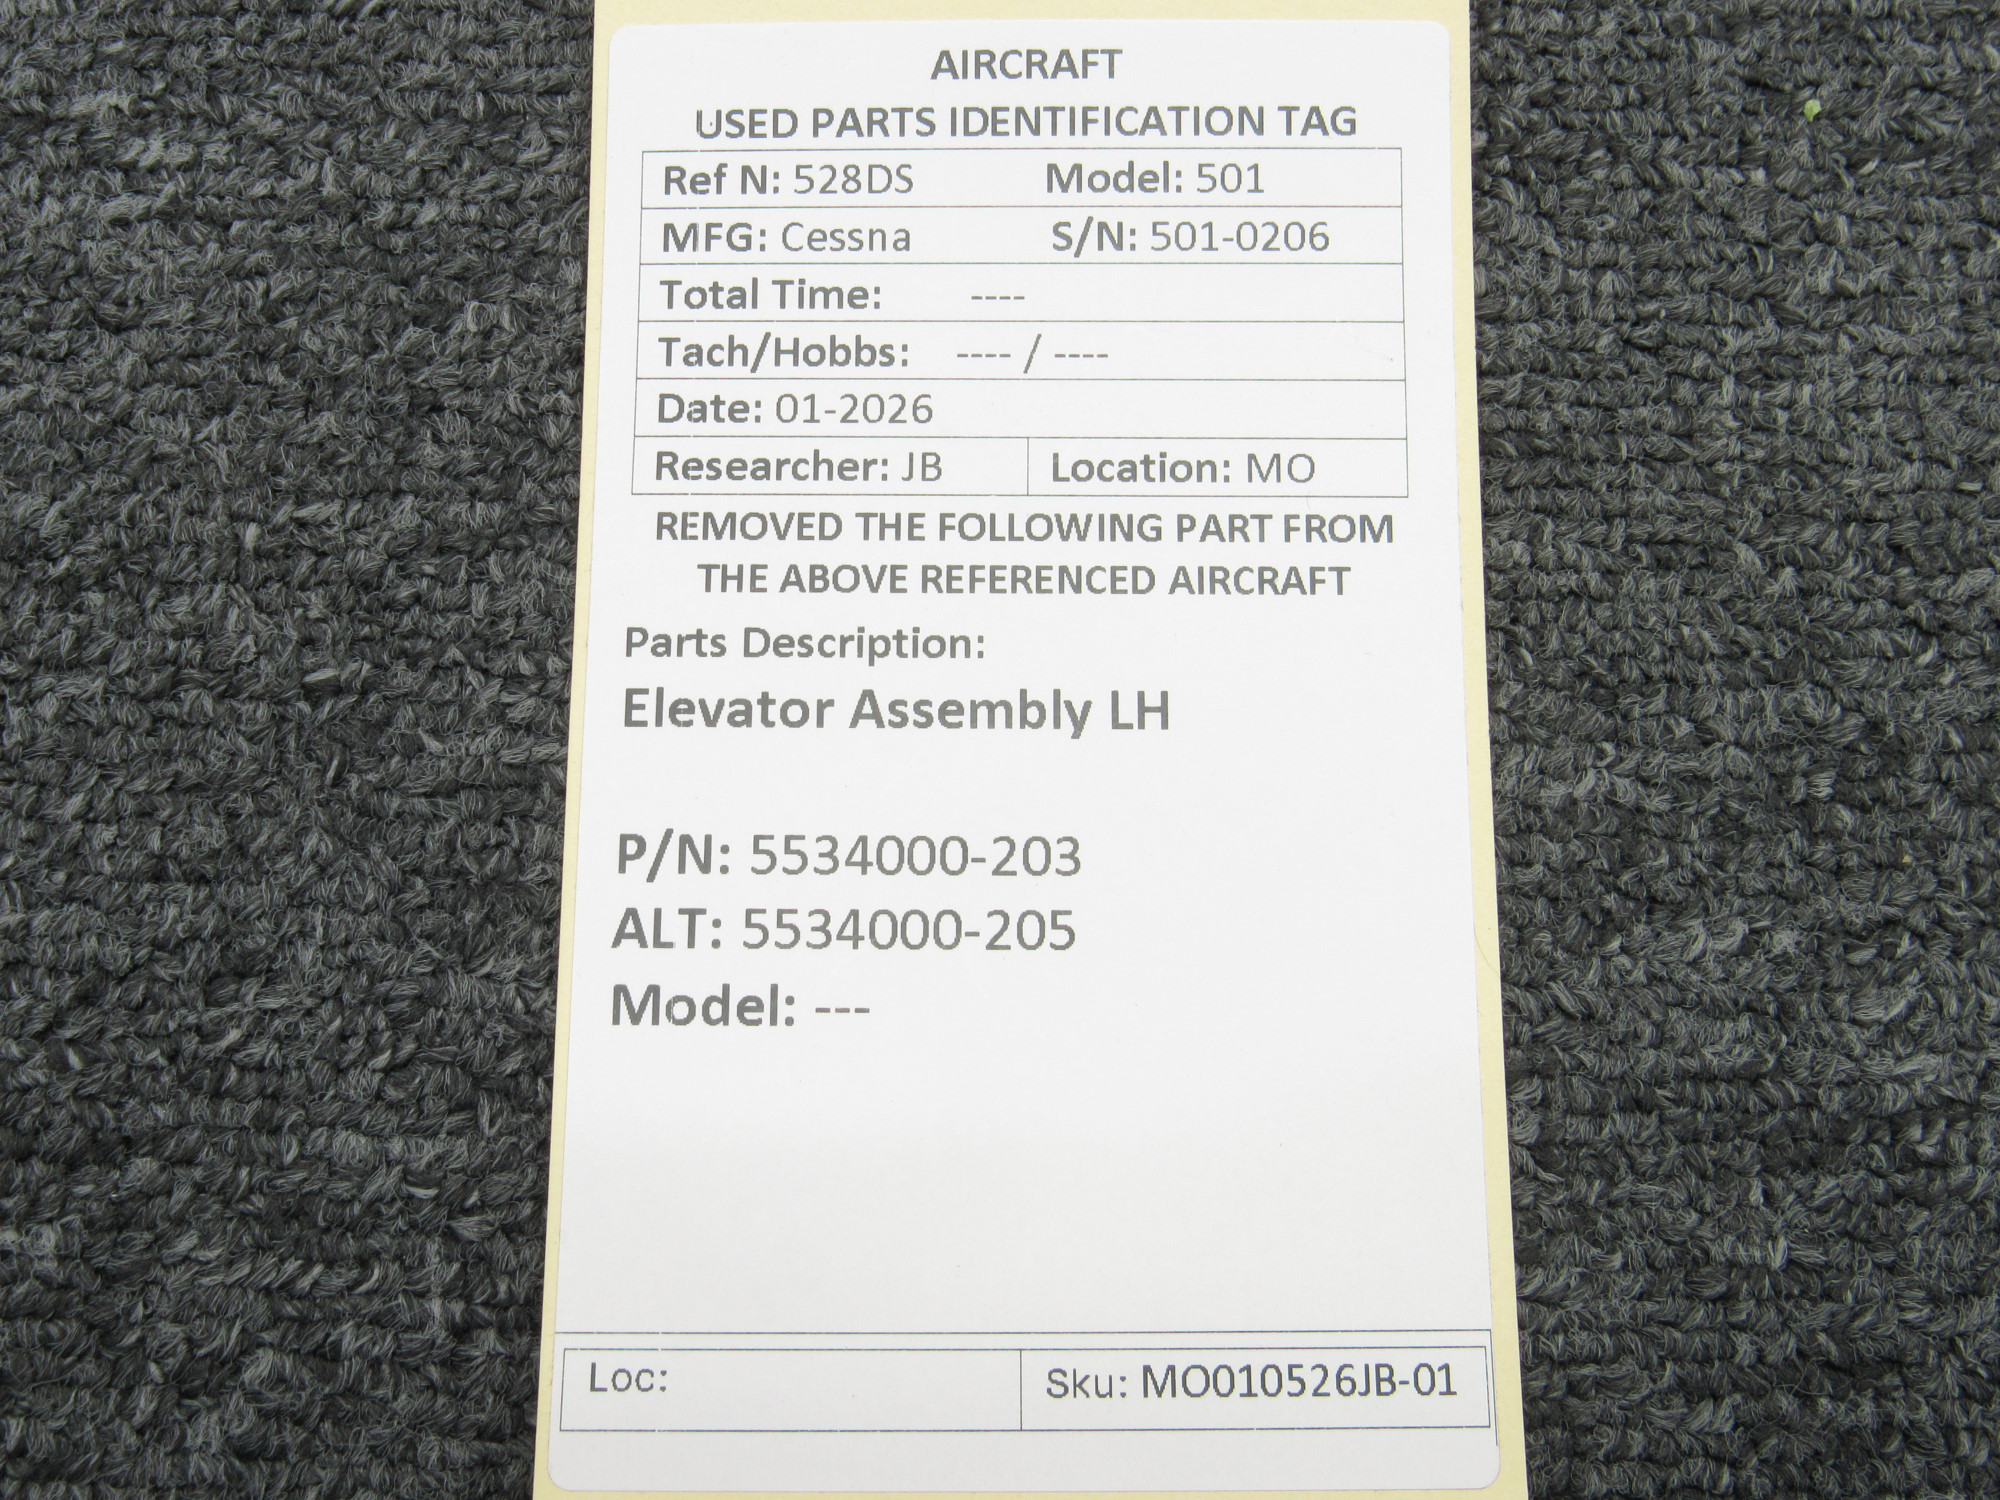 AIRCRAFT
USED PARTS IDENTIFICATION TAG
Ref N: 528DS Model: 501
MFG: Cessna S/N: 501-0206
Total Time: ----
Tach/Hobbs: ---- / ----
Date: 01-2026
Researcher: JB Location: MO
REMOVED THE FOLLOWING PART FROM
THE ABOVE REFERENCED AIRCRAFT
Parts Description:
Elevator Assembly LH
P/N: 5534000-203
ALT: 5534000-205
Model: ---
Loc: Sku: MO010526JB-01